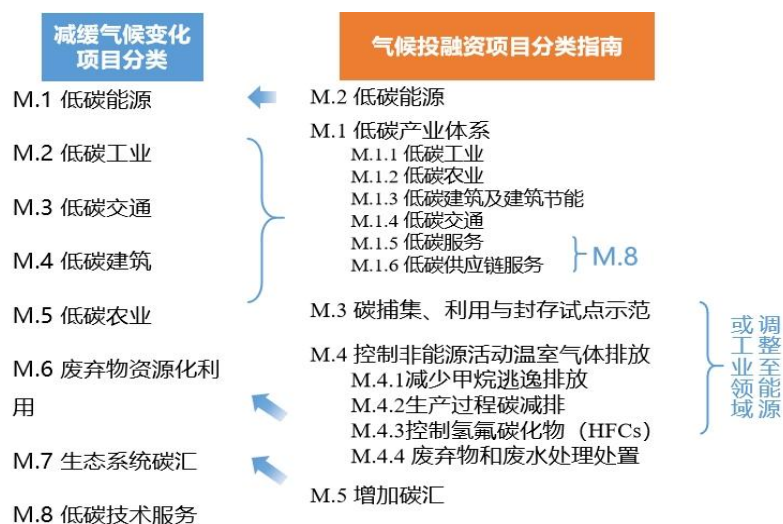 减缓气候变化
项目分类
M.1 低碳能源
M.2 低碳工业
M.3 低碳交通
M.4 低碳建筑
M.5 低碳农业
M.6 废弃物资源化利
用
M.7 生态系统碳汇
M.8 低碳技术服务
气候投融资项目分类指南
M.2 低碳能源
M.1 低碳产业体系
M.1.1 低碳工业
M.1.2 低碳农业
M.1.3 低碳建筑及建筑节能
M.1.4 低碳交通
M.1.5 低碳服务
M.1.6 低碳供应链服务
M.8
M.3 碳捕集、利用与封存试点示范
M.4 控制非能源活动温室气体排放
M.4.1减少甲烷逃逸排放
M.4.2生产过程碳减排
M.4.3控制氢氟碳化物（HFCs）
M.4.4 废弃物和废水处理处置
M.5 增加碳汇
调整至能源
或工业领域